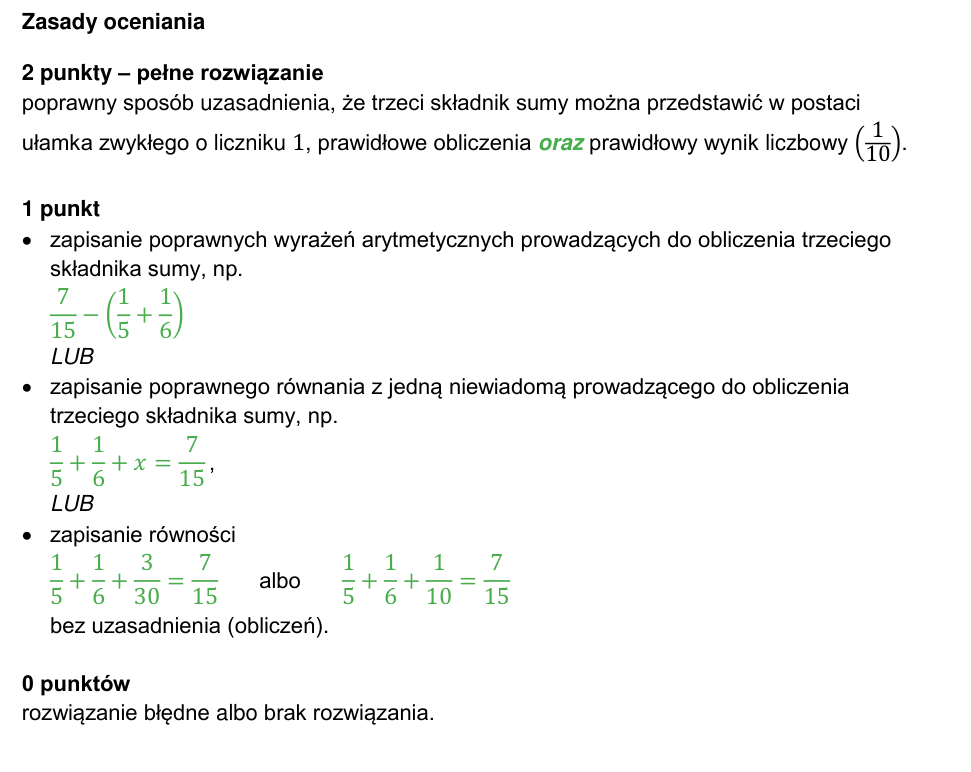 Zasady oceniania
2 punkty – pełne rozwiązanie
poprawny sposób uzasadnienia, że trzeci składnik sumy można przedstawić w postaci
ułamka zwykłego o liczniku 1, prawidłowe obliczenia oraz prawidłowy wynik liczbowy (1/10).
1 punkt
• zapisanie poprawnych wyrażeń arytmetycznych prowadzących do obliczenia trzeciego
składnika sumy, np.
7/15 − (1/5 + 1/6)
LUB
• zapisanie poprawnego równania z jedną niewiadomą prowadzącego do obliczenia
trzeciego składnika sumy, np.
1/5 + 1/6 + x = 7/15,
LUB
• zapisanie równości
1/5 + 1/6 + 3/30 = 7/15 albo 1/5 + 1/6 + 1/10 = 7/15
bez uzasadnienia (obliczeń).
0 punktów
rozwiązanie błędne albo brak rozwiązania.